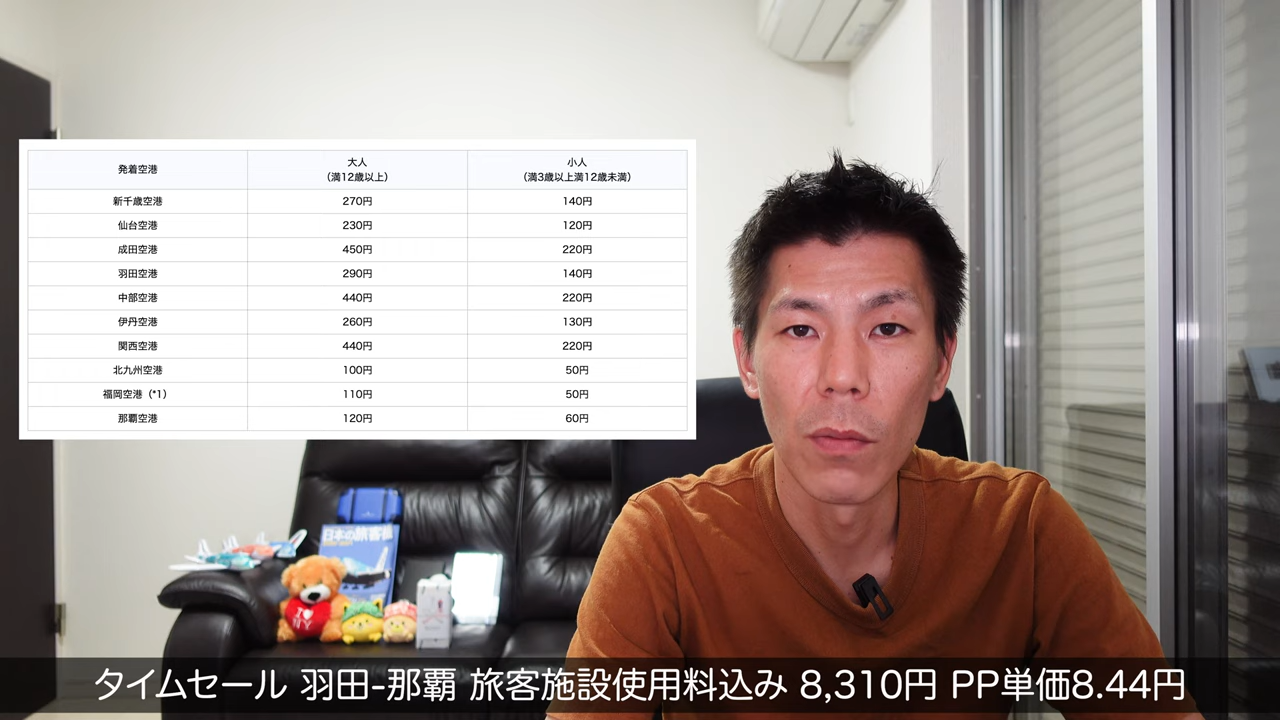 発着空港 大人 小人
（満12歳以上） （満3歳以上満12歳未満）
新千歳空港 270円 140円
仙台空港 230円 120円
成田空港 450円 220円
羽田空港 290円 140円
中部空港 440円 220円
伊丹空港 260円 130円
関西空港 440円 220円
北九州空港 100円 50円
福岡空港（*1） 110円 50円
那覇空港 120円 60円
日本の旅客機
I ♥ NY
タイムセール 羽田-那覇 旅客施設使用料込み 8,310円 PP単価8.44円